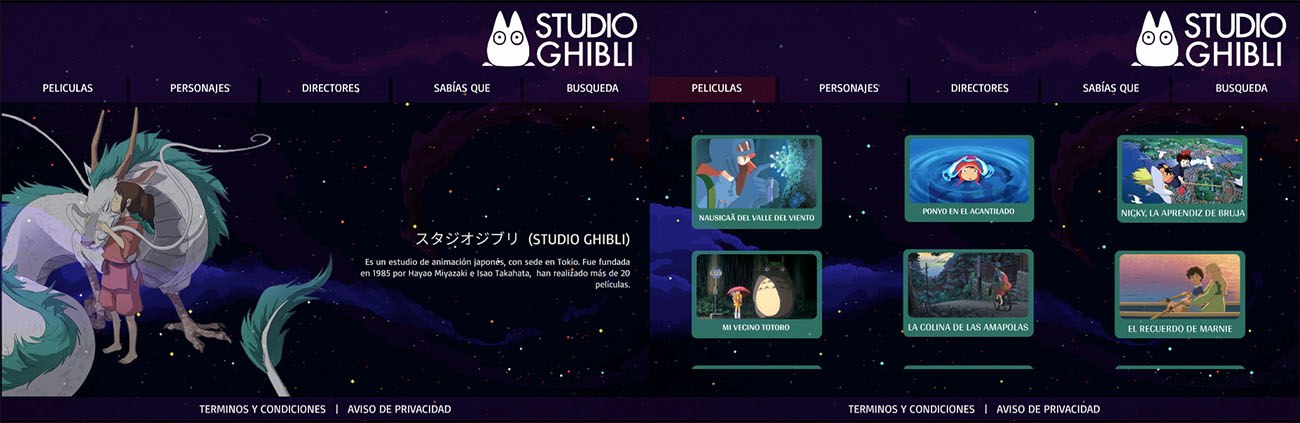 STUDIO
GHIBLI
PELICULAS
PERSONAJES
DIRECTORES
SABÍAS QUE
BUSQUEDA
スタジオジブリ (STUDIO GHIBLI)
Es un estudio de animación japonés, con sede en Tokio. Fue fundada
en 1985 por Hayao Miyazaki e Isao Takahata, han realizado más de 20
películas.
TERMINOS Y CONDICIONES | AVISO DE PRIVACIDAD
STUDIO
GHIBLI
PELICULAS
PERSONAJES
DIRECTORES
SABÍAS QUE
BUSQUEDA
NAUSICAÃ DEL VALLE DEL VIENTO
PONYO EN EL ACANTILADO
NICKY, LA APRENDIZ DE BRUJA
MI VECINO TOTORO
LA COLINA DE LAS AMAPOLAS
EL RECUERDO DE MARNIE
TERMINOS Y CONDICIONES | AVISO DE PRIVACIDAD